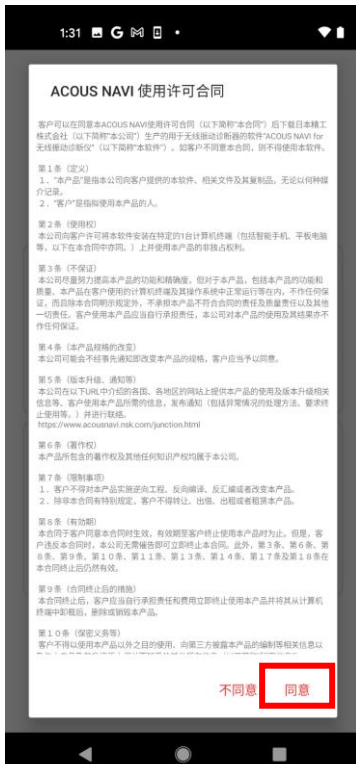 1:31
ACOUS NAVI 使用许可合同
客户可以在同意本ACOUS NAVI使用许可合同（以下简称“本合同”）后下载日本精工
株式会社（以下简称“本公司”）生产的用于无线振动诊断器的软件“ACOUS NAVI for
无线振动诊断仪”（以下简称“本软件”）。如客户不同意本合同，则不得使用本软件。
第１条（定义）
１．“本产品”是指本公司向客户提供的本软件、相关文件及其复制品，无论以何种媒
介记录。
２．“客户”是指拟使用本产品的人。
第２条（使用权）
本公司向客户许可将本软件安装在特定的1台计算机终端（包括智能手机、平板电脑
等，以下在本合同中亦同。）上并使用本产品的非独占权利。
第３条（不保证）
本公司尽量努力提高本产品的功能和精确度，但对于本产品，包括本产品的功能和
质量、本产品在客户使用的计算机终端及其操作系统中正常运行等在内，不作任何保
证，而且除本合同明示规定外，不承担本产品不符合合同的责任及质量责任以及其他
一切责任。客户使用本产品应当自行承担责任，本公司对本产品的使用及其结果亦不
作任何保证。
第４条（本产品规格的改变）
本公司可能会不经事先通知即改变本产品的规格，客户应当予以同意。
第５条（版本升级、通知等）
本公司在以下URL中介绍的各国、各地区的网站上提供本产品的使用及版本升级相关
信息等、客户使用本产品所需的信息，发布通知（包括异常情况的处理方法、要求终
止使用等。）并进行联络。
https://www.acousnavi.nsk.com/junction.html
第６条（著作权）
本产品所包含的著作权及其他任何知识产权均属于本公司。
第７条（限制事项）
１．客户不得对本产品实施逆向工程、反向编译、反汇编或者改变本产品。
２．除非本合同有特别规定，客户不得转让、出借、出租或者租赁本产品。
第８条（有效期）
本合同于客户同意本合同时生效，有效期至客户终止使用本产品时为止。但是，客
户违反本合同时，本公司无需催告即可立即终止本合同。此外，第３条、第６条、第
８条、第９条、第１０条、第１１条、第１３条、第１４条、第１７条及第１８条在
本合同终止后仍然有效。
第９条（合同终止后的措施）
本合同终止后，客户应当自行承担责任和费用立即终止使用本产品并将其从计算机
终端中卸载后，删除或销毁本产品。
第１０条（保密义务等）
客户不得以使用本产品以外之目的使用、向第三方披露本产品的编制等相关信息以
不同意
同意